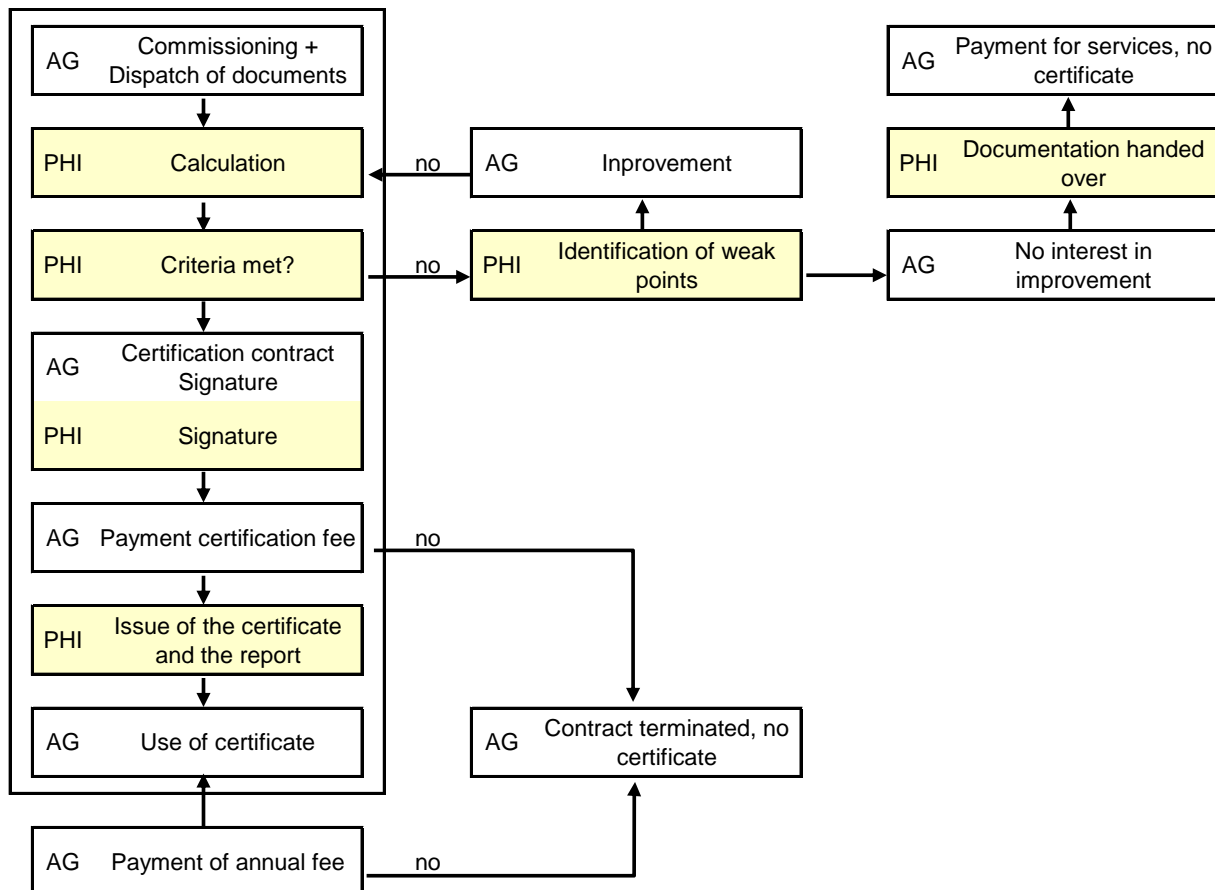 AG Commissioning +
Dispatch of documents
PHI Calculation
PHI Criteria met?
AG Certification contract
Signature
PHI Signature
AG Payment certification fee
PHI Issue of the certificate
and the report
AG Use of certificate
AG Payment of annual fee
no
AG Inprovement
no
PHI Identification of weak
points
no
AG Contract terminated, no
certificate
no
AG Payment for services, no
certificate
PHI Documentation handed
over
AG No interest in
improvement